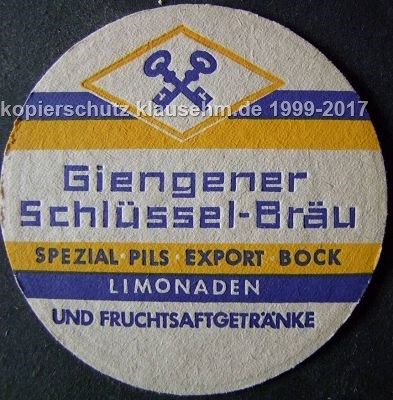 kopierschutz klausehm.de 1999-2017
Giengener
Schlüssel-Bräu
SPEZIAL · PILS · EXPORT · BOCK
LIMONADEN
UND FRUCHTSAFTGETRÄNKE